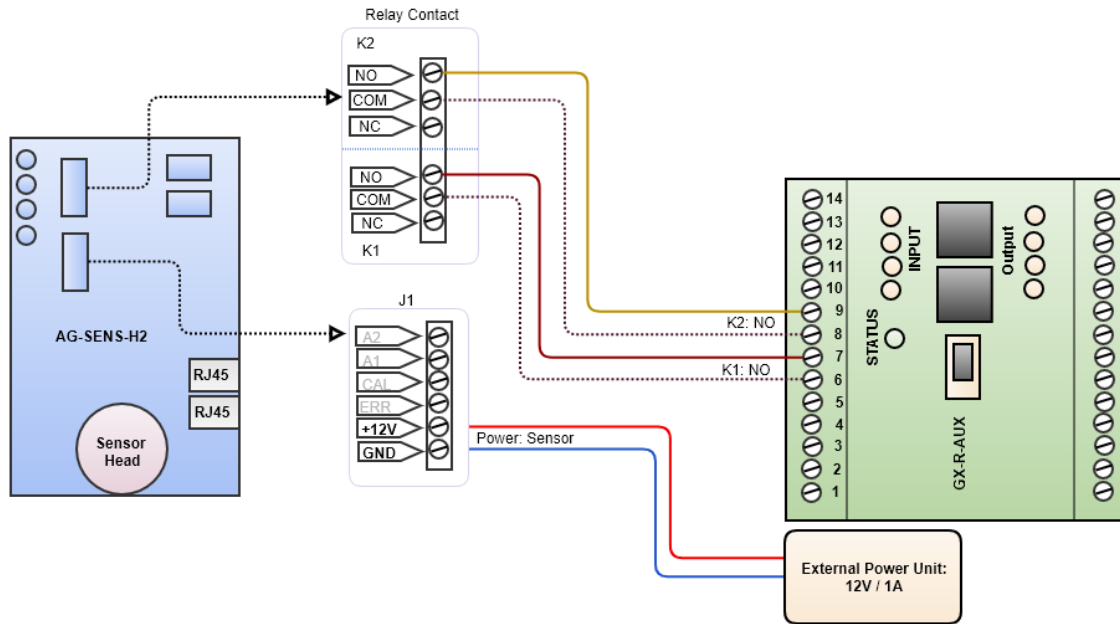 Relay Contact
K2
NO
COM
NC
NO
COM
NC
K1
J1
A2
A1
CAL
ERR
+12V
GND
AG-SENS-H2
RJ45
RJ45
Sensor
Head
Power: Sensor
K2: NO
K1: NO
14
13
12
11
10
9
8
7
6
5
4
3
2
1
INPUT
Output
STATUS
GX-R-AUX
External Power Unit:
12V / 1A